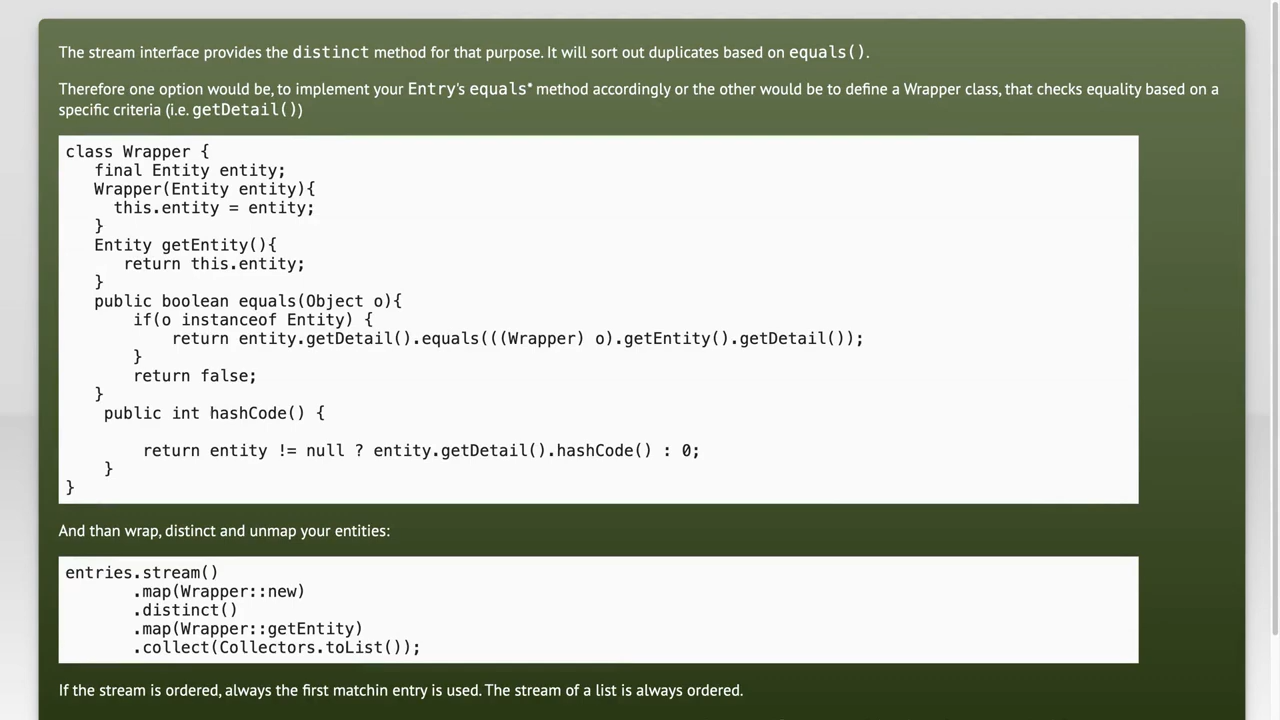 The stream interface provides the distinct method for that purpose. It will sort out duplicates based on equals().
Therefore one option would be, to implement your Entry's equals* method accordingly or the other would be to define a Wrapper class, that checks equality based on a
specific criteria (i.e. getDetail())
class Wrapper {
   final Entity entity;
   Wrapper(Entity entity){
     this.entity = entity;
   }
   Entity getEntity(){
      return this.entity;
   }
   public boolean equals(Object o){
       if(o instanceof Entity) {
           return entity.getDetail().equals(((Wrapper) o).getEntity().getDetail());
       }
       return false;
   }
    public int hashCode() {
        return entity != null ? entity.getDetail().hashCode() : 0;
    }
}
And than wrap, distinct and unmap your entities:
entries.stream()
       .map(Wrapper::new)
       .distinct()
       .map(Wrapper::getEntity)
       .collect(Collectors.toList());
If the stream is ordered, always the first matchin entry is used. The stream of a list is always ordered.